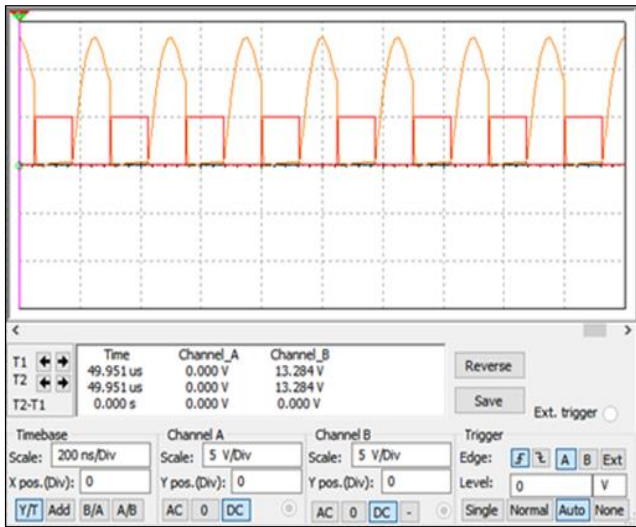 Time Channel_A Channel_B
T1 49.951 us 0.000 V 13.284 V
T2 49.951 us 0.000 V 13.284 V
T2-T1 0.000 s 0.000 V 0.000 V
Reverse
Save
Ext. trigger
Timebase Channel A Channel B Trigger
Scale: 200 ns/Div Scale: 5 V/Div Scale: 5 V/Div Edge: A B Ext
X pos.(Div): 0 Y pos.(Div): 0 Y pos.(Div): 0 Level: 0 V
Y/T Add B/A A/B AC 0 DC AC 0 DC - Single Normal Auto None